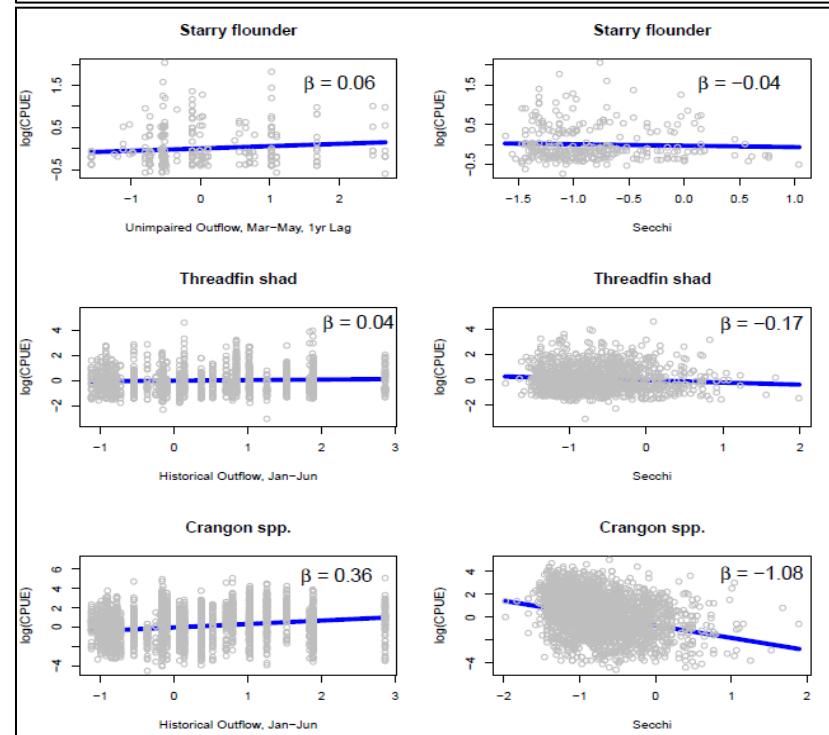 Starry flounder
Starry flounder
β = 0.06
β = −0.04
log(CPUE)
−0.5 0.5 1.5
−1 0 1 2
Unimpaired Outflow, Mar−May, 1yr Lag
log(CPUE)
−0.5 0.5 1.5
−1.5 −1.0 −0.5 0.0 0.5 1.0
Secchi
Threadfin shad
Threadfin shad
β = 0.04
β = −0.17
log(CPUE)
−2 0 2 4
−1 0 1 2 3
Historical Outflow, Jan−Jun
log(CPUE)
−2 0 2 4
−1 0 1 2
Secchi
Crangon spp.
Crangon spp.
β = 0.36
β = −1.08
log(CPUE)
−4 0 2 4 6
−1 0 1 2 3
Historical Outflow, Jan−Jun
log(CPUE)
−4 −2 0 2 4
−2 −1 0 1 2
Secchi